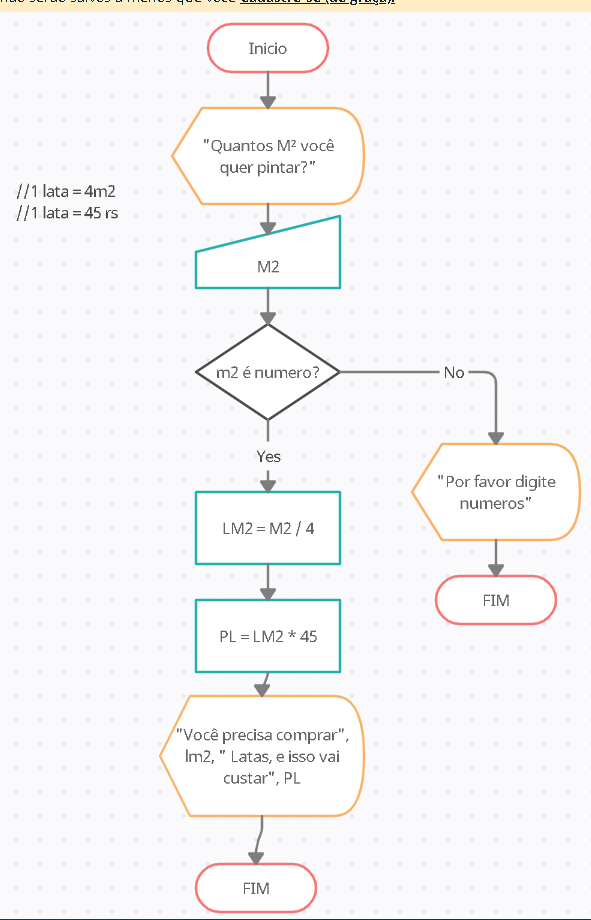 não serão salvos a menos que você Cadastre-se (de graça).
Inicio
"Quantos M² você
quer pintar?"
//1 lata = 4m2
//1 lata = 45 rs
M2
m2 é numero?
No
Yes
"Por favor digite
numeros"
LM2 = M2 / 4
FIM
PL = LM2 * 45
"Você precisa comprar",
lm2, " Latas, e isso vai
custar", PL
FIM